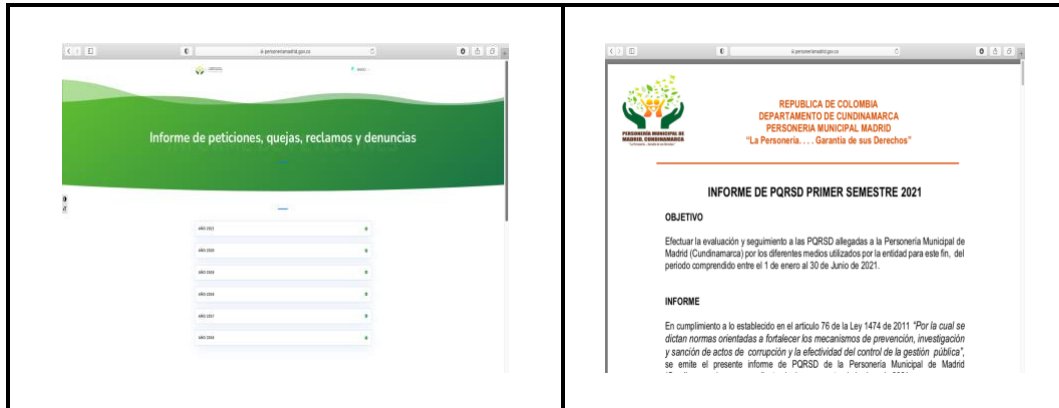 personeriamadrid.gov.co
Informe de peticiones, quejas, reclamos y denuncias
AÑO 2021
AÑO 2020
personeriamadrid.gov.co
PERSONERÍA MUNICIPAL DE
MADRID, CUNDINAMARCA
REPUBLICA DE COLOMBIA
DEPARTAMENTO DE CUNDINAMARCA
PERSONERIA MUNICIPAL MADRID
"La Personería. . . . Garantía de sus Derechos"
INFORME DE PQRSD PRIMER SEMESTRE 2021
OBJETIVO
Efectuar la evaluación y seguimiento a las PQRSD allegadas a la Personería Municipal de
Madrid (Cundinamarca) por los diferentes medios utilizados por la entidad para este fin, del
periodo comprendido entre el 1 de enero al 30 de Junio de 2021.
INFORME
En cumplimiento a lo establecido en el articulo 76 de la Ley 1474 de 2011 "Por la cual se
dictan normas orientadas a fortalecer los mecanismos de prevención, investigación
y sanción de actos de corrupción y la efectividad del control de la gestión pública",
se emite el presente informe de PQRSD de la Personería Municipal de Madrid